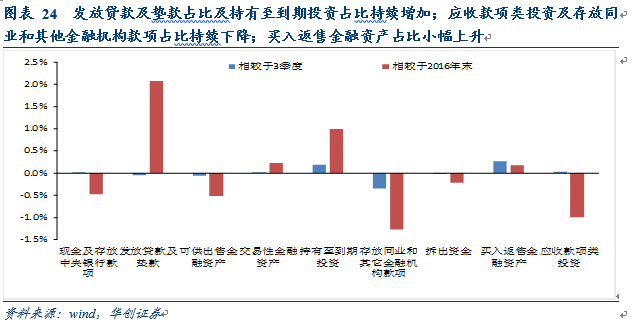 图表 24 发放贷款及垫款占比及持有至到期投资占比持续增加；应收款项类投资及存放同
业和其他金融机构款项占比持续下降；买入返售金融资产占比小幅上升
相较于3季度 相较于2016年末
2.5%
2.0%
1.5%
1.0%
0.5%
0.0%
-0.5%
-1.0%
-1.5%
现金及存放 发放贷款及 可供出售金 交易性金融 持有至到期 存放同业和 拆出资金 买入返售金 应收款项类
中央银行款 垫款 融资产 资产 投资 其它金融机 融资产 投资
项 构款项
资料来源：wind，华创证券